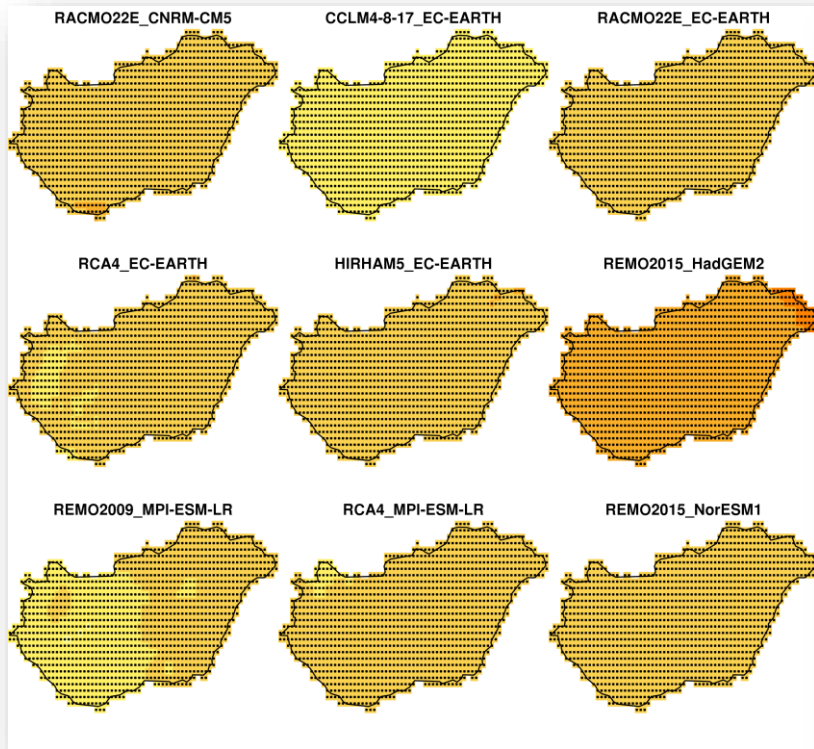 RACMO22E_CNRM-CM5 CCLM4-8-17_EC-EARTH RACMO22E_EC-EARTH
RCA4_EC-EARTH HIRHAM5_EC-EARTH REMO2015_HadGEM2
REMO2009_MPI-ESM-LR RCA4_MPI-ESM-LR REMO2015_NorESM1